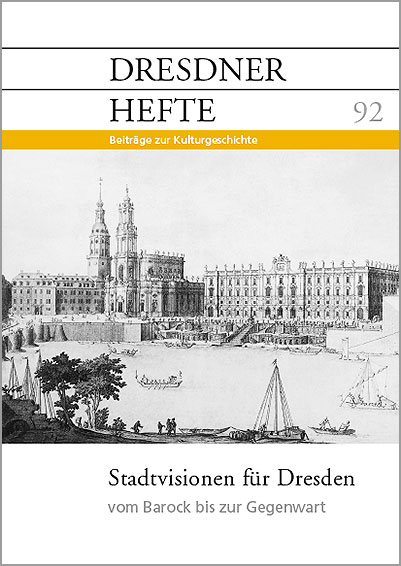 DRESDNER
HEFTE 92
Beiträge zur Kulturgeschichte
Stadtvisionen für Dresden
vom Barock bis zur Gegenwart